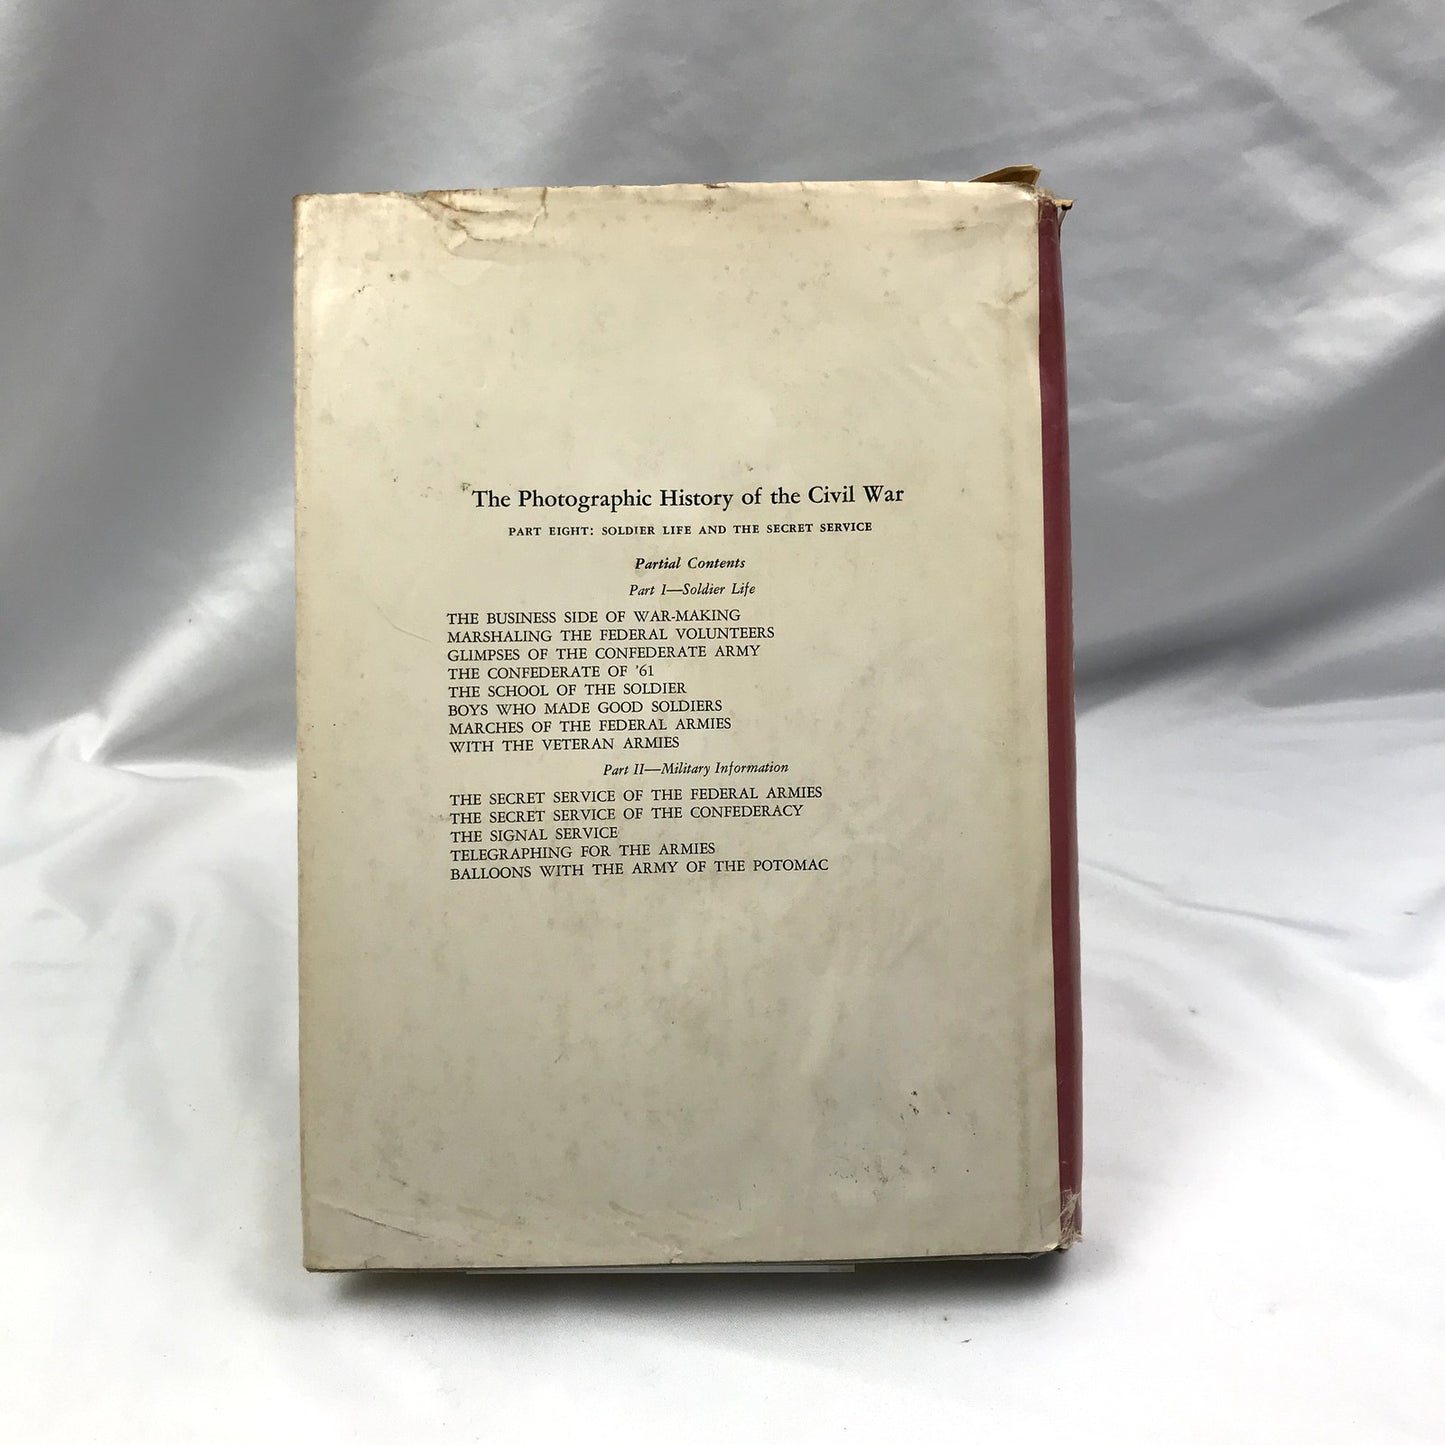 The Photographic History of the Civil War
PART EIGHT: SOLDIER LIFE AND THE SECRET SERVICE
Partial Contents
Part I—Soldier Life
THE BUSINESS SIDE OF WAR-MAKING
MARSHALING THE FEDERAL VOLUNTEERS
GLIMPSES OF THE CONFEDERATE ARMY
THE CONFEDERATE OF '61
THE SCHOOL OF THE SOLDIER
BOYS WHO MADE GOOD SOLDIERS
MARCHES OF THE FEDERAL ARMIES
WITH THE VETERAN ARMIES
Part II—Military Information
THE SECRET SERVICE OF THE FEDERAL ARMIES
THE SECRET SERVICE OF THE CONFEDERACY
THE SIGNAL SERVICE
TELEGRAPHING FOR THE ARMIES
BALLOONS WITH THE ARMY OF THE POTOMAC